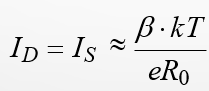 I_D = I_S ≈ β · kT / eR_0